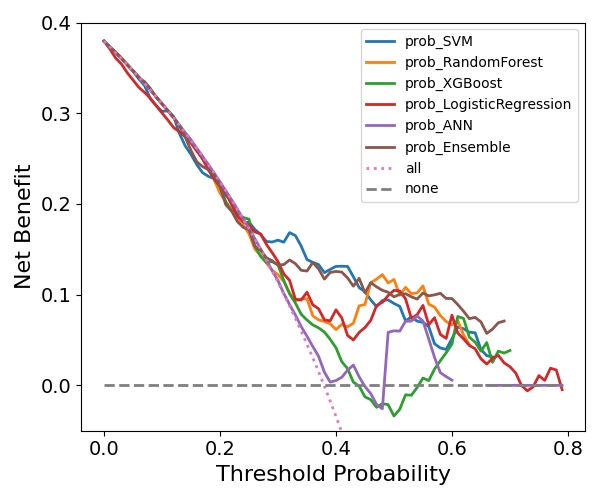 0.4
0.3
0.2
0.1
0.0
Net Benefit
prob_SVM
prob_RandomForest
prob_XGBoost
prob_LogisticRegression
prob_ANN
prob_Ensemble
all
none
0.0 0.2 0.4 0.6 0.8
Threshold Probability